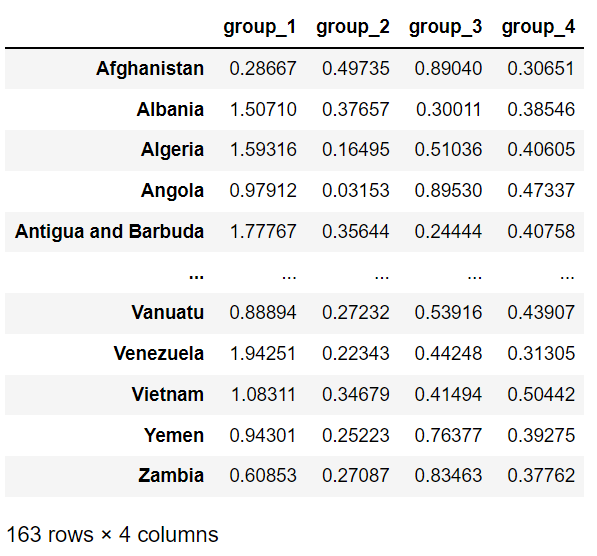 group_1 group_2 group_3 group_4
Afghanistan 0.28667 0.49735 0.89040 0.30651
Albania 1.50710 0.37657 0.30011 0.38546
Algeria 1.59316 0.16495 0.51036 0.40605
Angola 0.97912 0.03153 0.89530 0.47337
Antigua and Barbuda 1.77767 0.35644 0.24444 0.40758
... ... ... ... ...
Vanuatu 0.88894 0.27232 0.53916 0.43907
Venezuela 1.94251 0.22343 0.44248 0.31305
Vietnam 1.08311 0.34679 0.41494 0.50442
Yemen 0.94301 0.25223 0.76377 0.39275
Zambia 0.60853 0.27087 0.83463 0.37762
163 rows × 4 columns